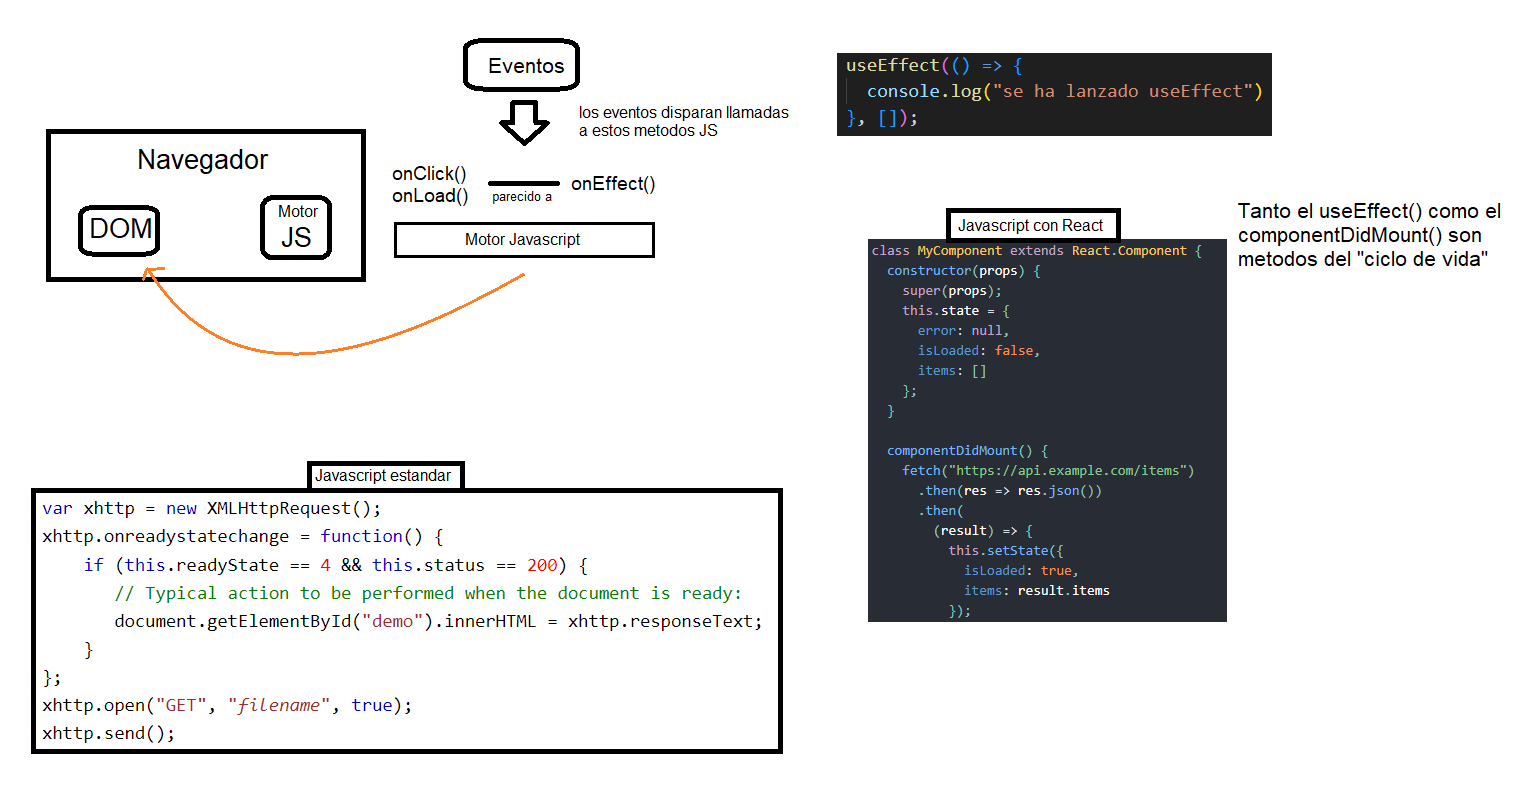 Eventos
los eventos disparan llamadas
a estos metodos JS
Navegador
DOM
Motor
JS
onClick()
onLoad()
parecido a
onEffect()
Motor Javascript
useEffect(() => {
  console.log("se ha lanzado useEffect")
}, []);
Javascript con React
class MyComponent extends React.Component {
  constructor(props) {
    super(props);
    this.state = {
      error: null,
      isLoaded: false,
      items: []
    };
  }
  componentDidMount() {
    fetch("https://api.example.com/items")
      .then(res => res.json())
      .then(
        (result) => {
          this.setState({
            isLoaded: true,
            items: result.items
          });
Tanto el useEffect() como el
componentDidMount() son
metodos del "ciclo de vida"
Javascript estandar
var xhttp = new XMLHttpRequest();
xhttp.onreadystatechange = function() {
    if (this.readyState == 4 && this.status == 200) {
       // Typical action to be performed when the document is ready:
       document.getElementById("demo").innerHTML = xhttp.responseText;
    }
};
xhttp.open("GET", "filename", true);
xhttp.send();